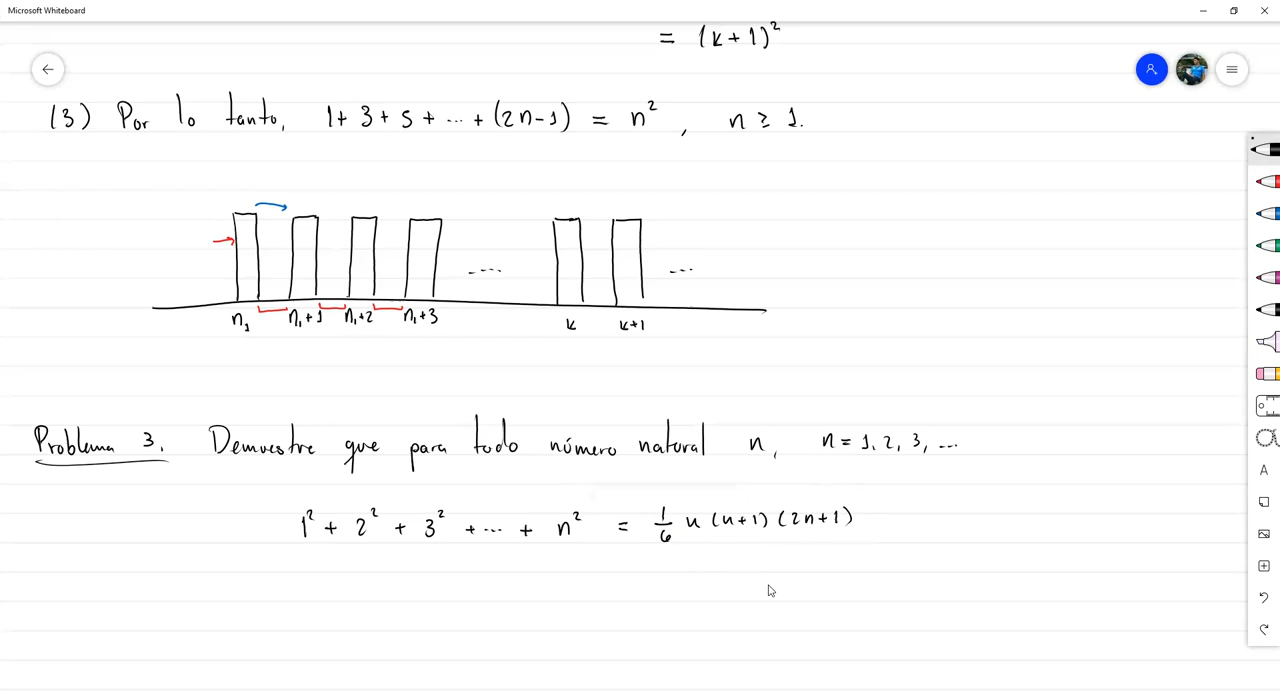 Microsoft Whiteboard
= (k+1)²
(3) Por lo tanto, 1+ 3 + 5 + ... + (2n-1) = n², n ≥ 1.
.... ...
n₁ n₁+1 n₁+2 n₁+3 k k+1
Problema 3. Demuestre que para todo número natural n, n = 1, 2, 3, ...
1² + 2² + 3² + ... + n² = 1/6 n (n+1) (2n+1)
A